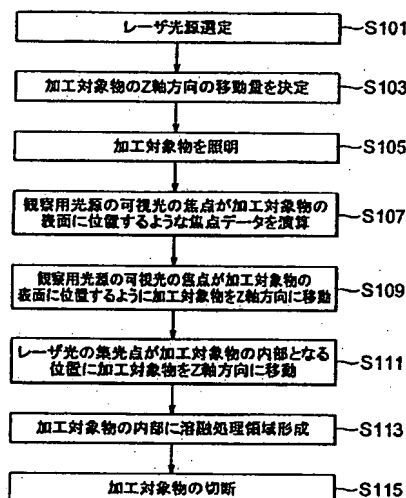 レーザ光源選定
S101
加工対象物のZ軸方向の移動量を決定
S103
加工対象物を照明
S105
観察用光源の可視光の焦点が加工対象物の
表面に位置するような焦点データを演算
S107
観察用光源の可視光の焦点が加工対象物の
表面に位置するように加工対象物をZ軸方向に移動
S109
レーザ光の集光点が加工対象物の内部となる
位置に加工対象物をZ軸方向に移動
S111
加工対象物の内部に溶融処理領域形成
S113
加工対象物の切断
S115